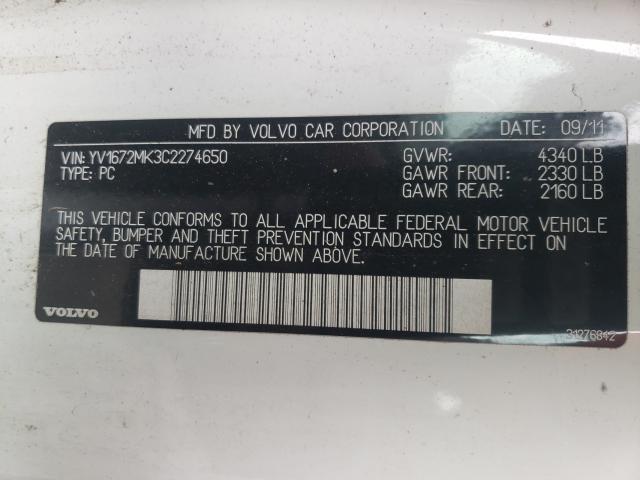 MFD BY VOLVO CAR CORPORATION DATE: 09/11
VIN: YV1672MK3C2274650 GVWR: 4340 LB
TYPE: PC GAWR FRONT: 2330 LB
GAWR REAR: 2160 LB
THIS VEHICLE CONFORMS TO ALL APPLICABLE FEDERAL MOTOR VEHICLE
SAFETY, BUMPER AND THEFT PREVENTION STANDARDS IN EFFECT ON
THE DATE OF MANUFACTURE SHOWN ABOVE.
VOLVO